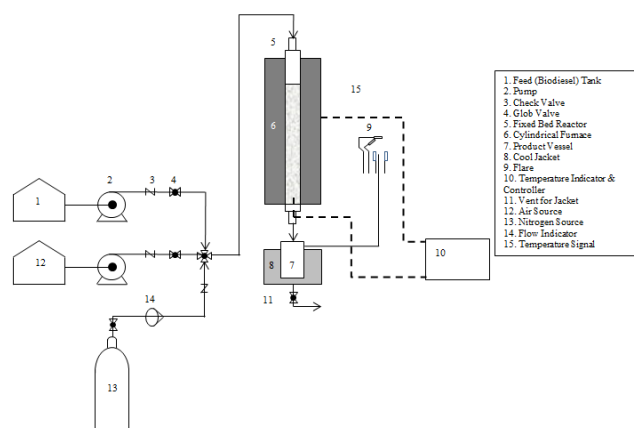 5
15
6
9
1
2
3
4
12
14
8
7
10
11
13
1. Feed (Biodiesel) Tank
2. Pump
3. Check Valve
4. Glob Valve
5. Fixed Bed Reactor
6. Cylindrical Furnace
7. Product Vessel
8. Cool Jacket
9. Flare
10. Temperature Indicator &
Controller
11. Vent for Jacket
12. Air Source
13. Nitrogen Source
14. Flow Indicator
15. Temperature Signal